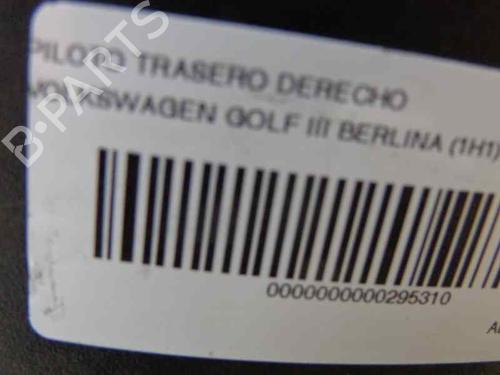 PILOTO TRASERO DERECHO
VOLKSWAGEN GOLF III BERLINA (1H1)
0000000000295310
B PARTS